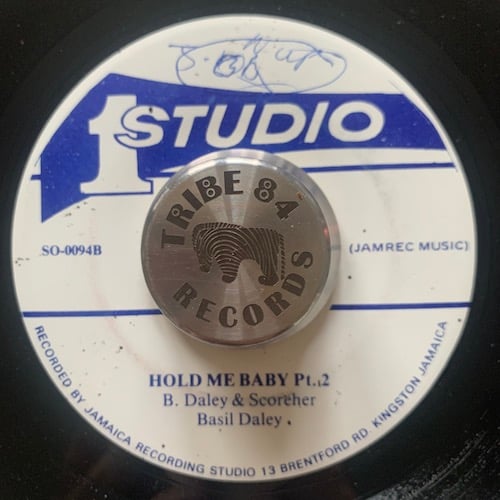 1 STUDIO
TRIBE 84
RECORDS
SO-0094B
(JAMREC MUSIC)
HOLD ME BABY Pt.2
B. Daley & Scorcher
Basil Daley
RECORDED BY JAMAICA RECORDING STUDIO 13 BRENTFORD RD. KINGSTON JAMAICA